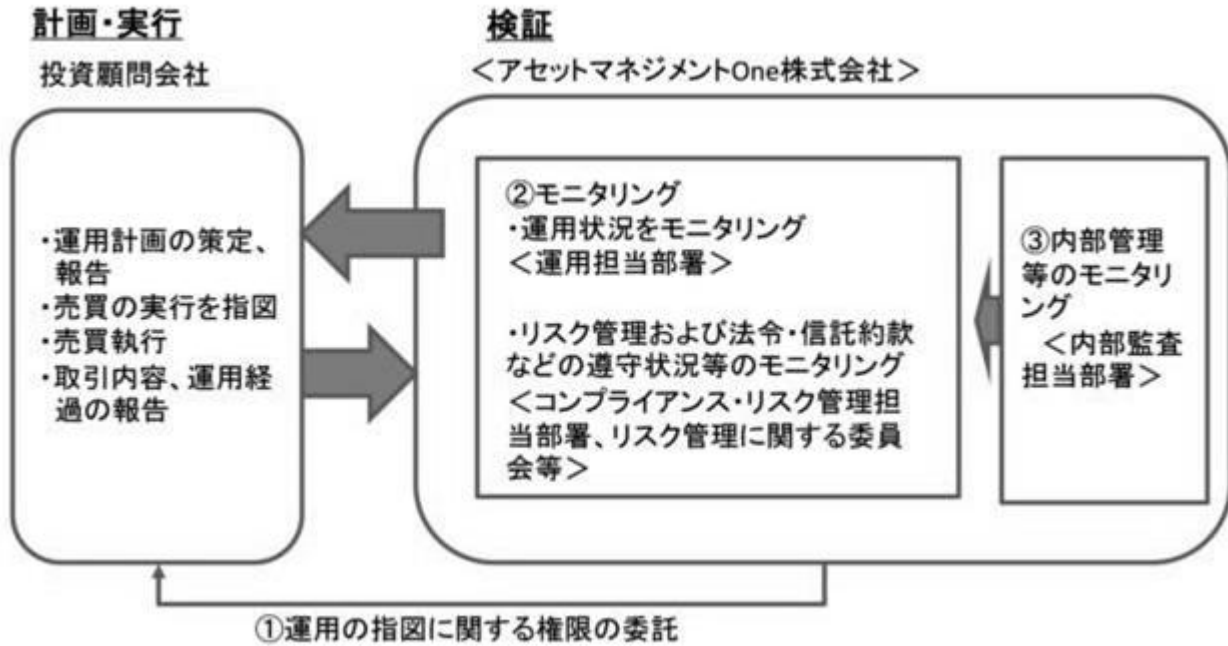 計画・実行
投資顧問会社
・運用計画の策定、
報告
・売買の実行を指図
・売買執行
・取引内容、運用経
過の報告
検証
＜アセットマネジメントOne株式会社＞
②モニタリング
・運用状況をモニタリング
＜運用担当部署＞
・リスク管理および法令・信託約款
などの遵守状況等のモニタリング
＜コンプライアンス・リスク管理担
当部署、リスク管理に関する委員
会等＞
③内部管理
等のモニタリ
ング
＜内部監査
担当部署＞
①運用の指図に関する権限の委託